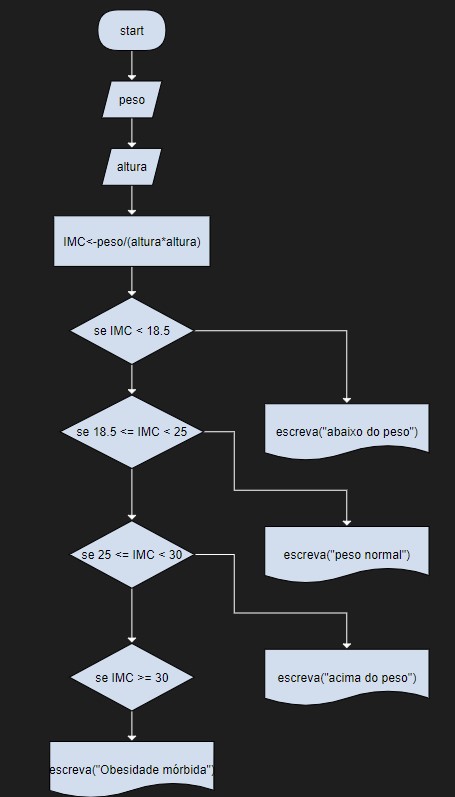 start
peso
altura
IMC<-peso/(altura*altura)
se IMC < 18.5
se 18.5 <= IMC < 25
escreva("abaixo do peso")
se 25 <= IMC < 30
escreva("peso normal")
se IMC >= 30
escreva("acima do peso")
escreva("Obesidade mórbida")